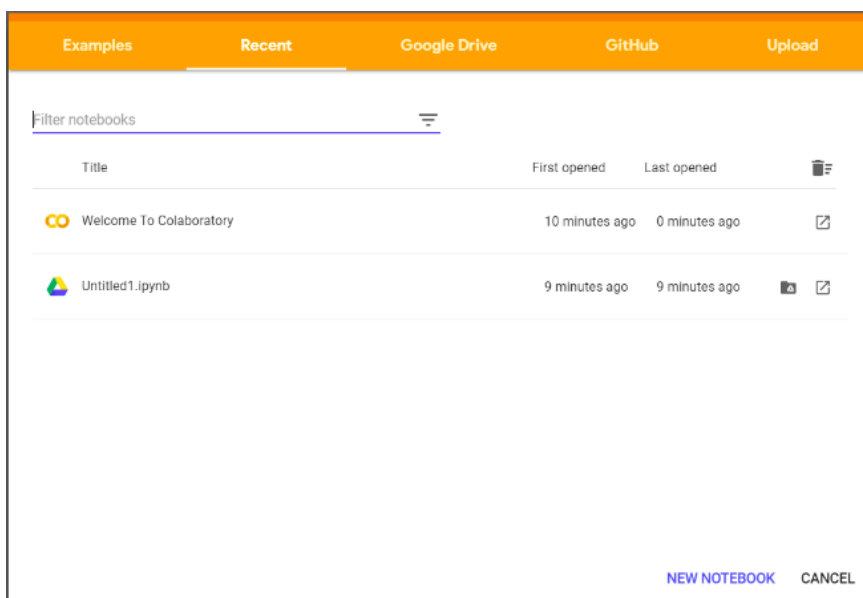 Examples Recent Google Drive GitHub Upload
Filter notebooks
Title First opened Last opened
Welcome To Colaboratory 10 minutes ago 0 minutes ago
Untitled1.ipynb 9 minutes ago 9 minutes ago
NEW NOTEBOOK CANCEL